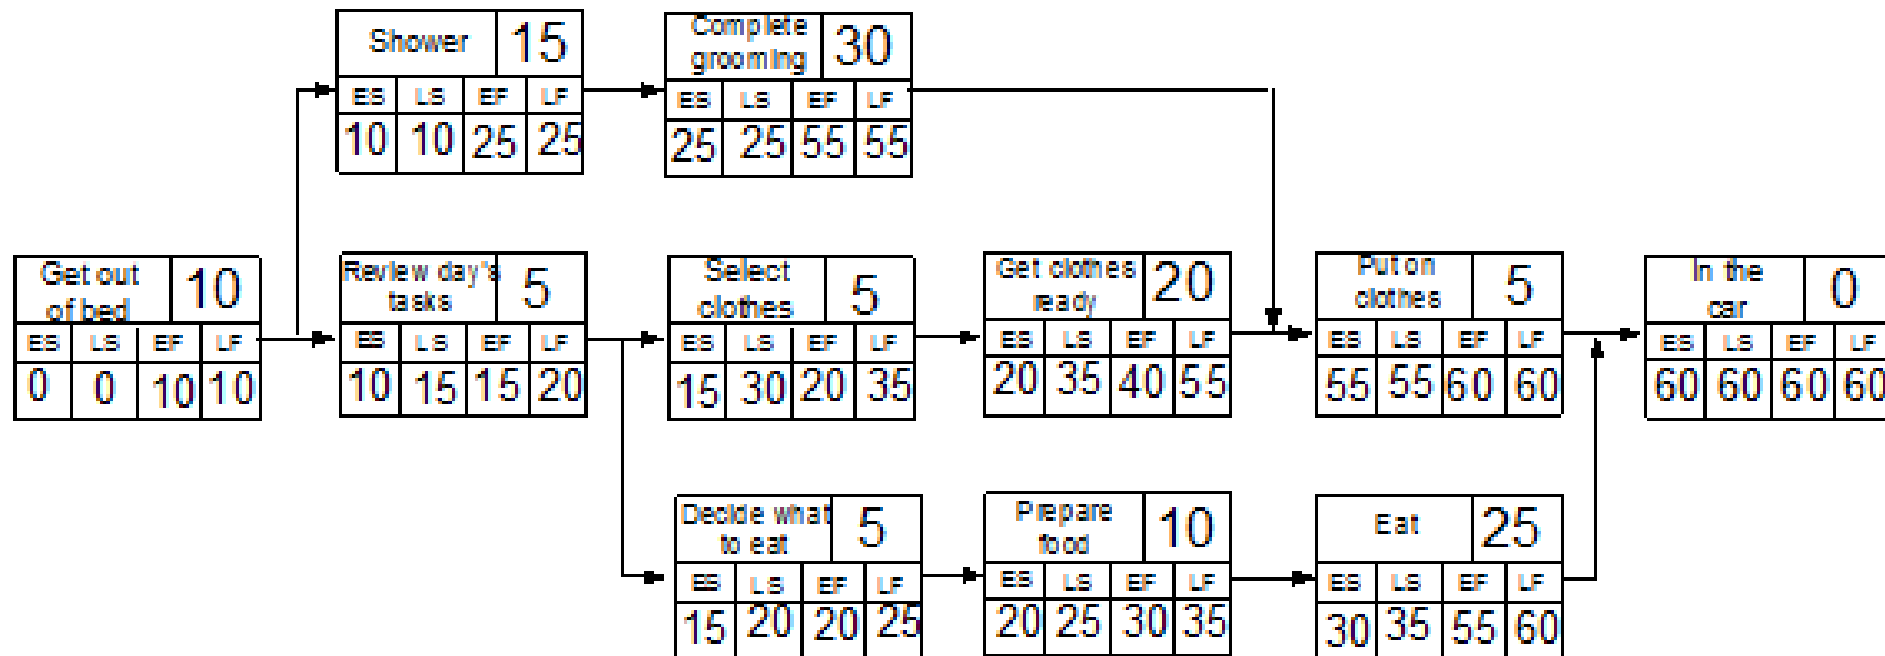 Shower 15
ES LS EF LF
10 10 25 25
Complete
grooming 30
ES LS EF LF
25 25 55 55
Get out
of bed 10
ES LS EF LF
0 0 10 10
Review day's
tasks 5
ES LS EF LF
10 15 15 20
Select
clothes 5
ES LS EF LF
15 30 20 35
Get clothes
ready 20
ES LS EF LF
20 35 40 55
Put on
clothes 5
ES LS EF LF
55 55 60 60
In the
car 0
ES LS EF LF
60 60 60 60
Decide what
to eat 5
ES LS EF LF
15 20 20 25
Prepare
food 10
ES LS EF LF
20 25 30 35
Eat 25
ES LS EF LF
30 35 55 60